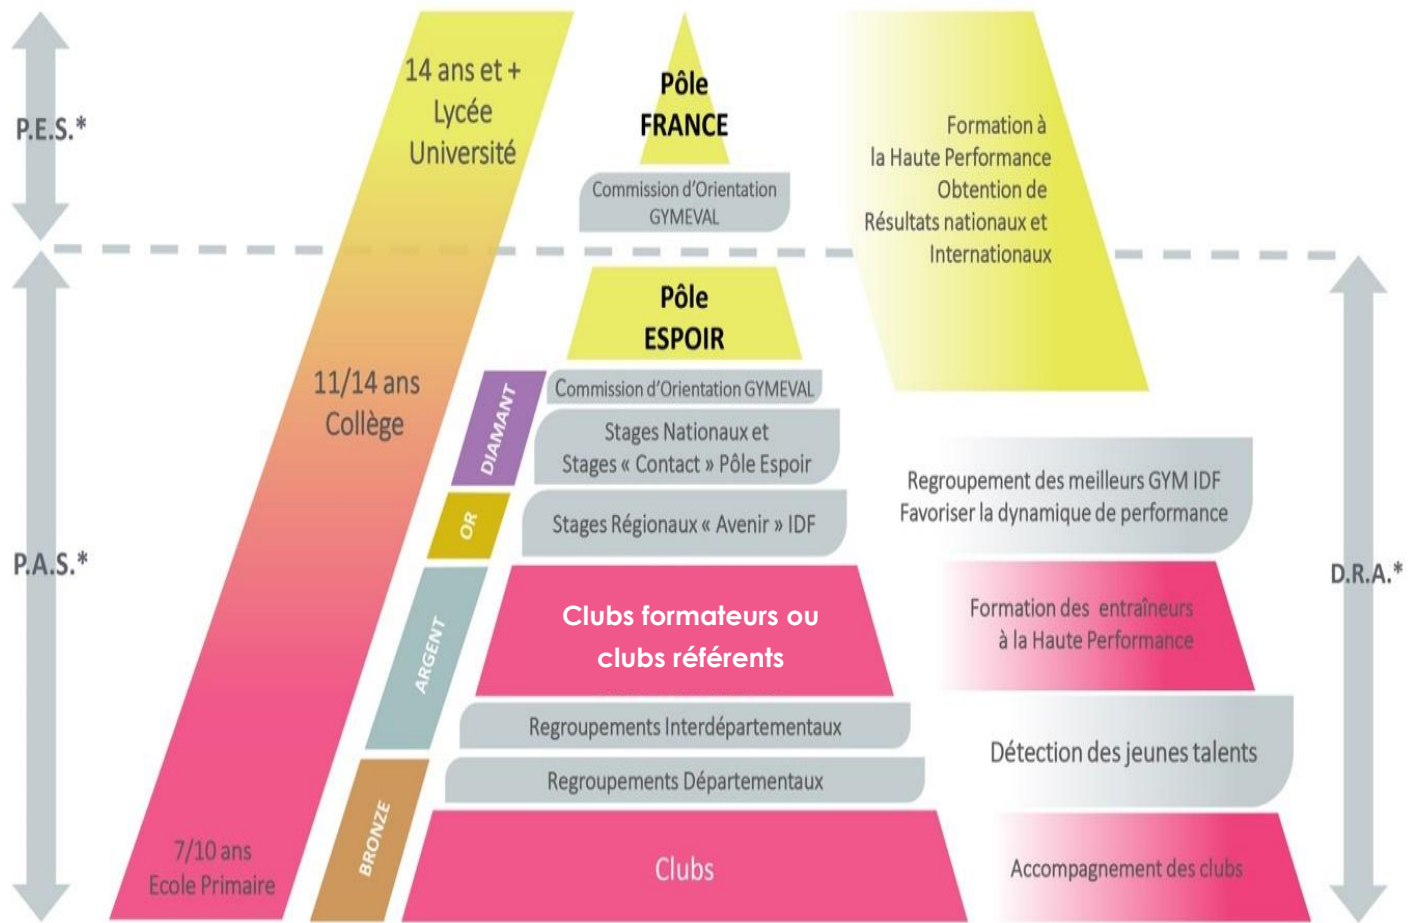 P.E.S.*
14 ans et +
Lycée
Université
Pôle
FRANCE
Commission d'Orientation
GYMEVAL
Formation à
la Haute Performance
Obtention de
Résultats nationaux et
Internationaux
P.A.S.*
11/14 ans
Collège
7/10 ans
Ecole Primaire
DIAMANT
OR
ARGENT
BRONZE
Pôle
ESPOIR
Commission d'Orientation GYMEVAL
Stages Nationaux et
Stages « Contact » Pôle Espoir
Stages Régionaux « Avenir » IDF
Clubs formateurs ou
clubs référents
Regroupements Interdépartementaux
Regroupements Départementaux
Clubs
Regroupement des meilleurs GYM IDF
Favoriser la dynamique de performance
Formation des entraîneurs
à la Haute Performance
Détection des jeunes talents
Accompagnement des clubs
D.R.A.*